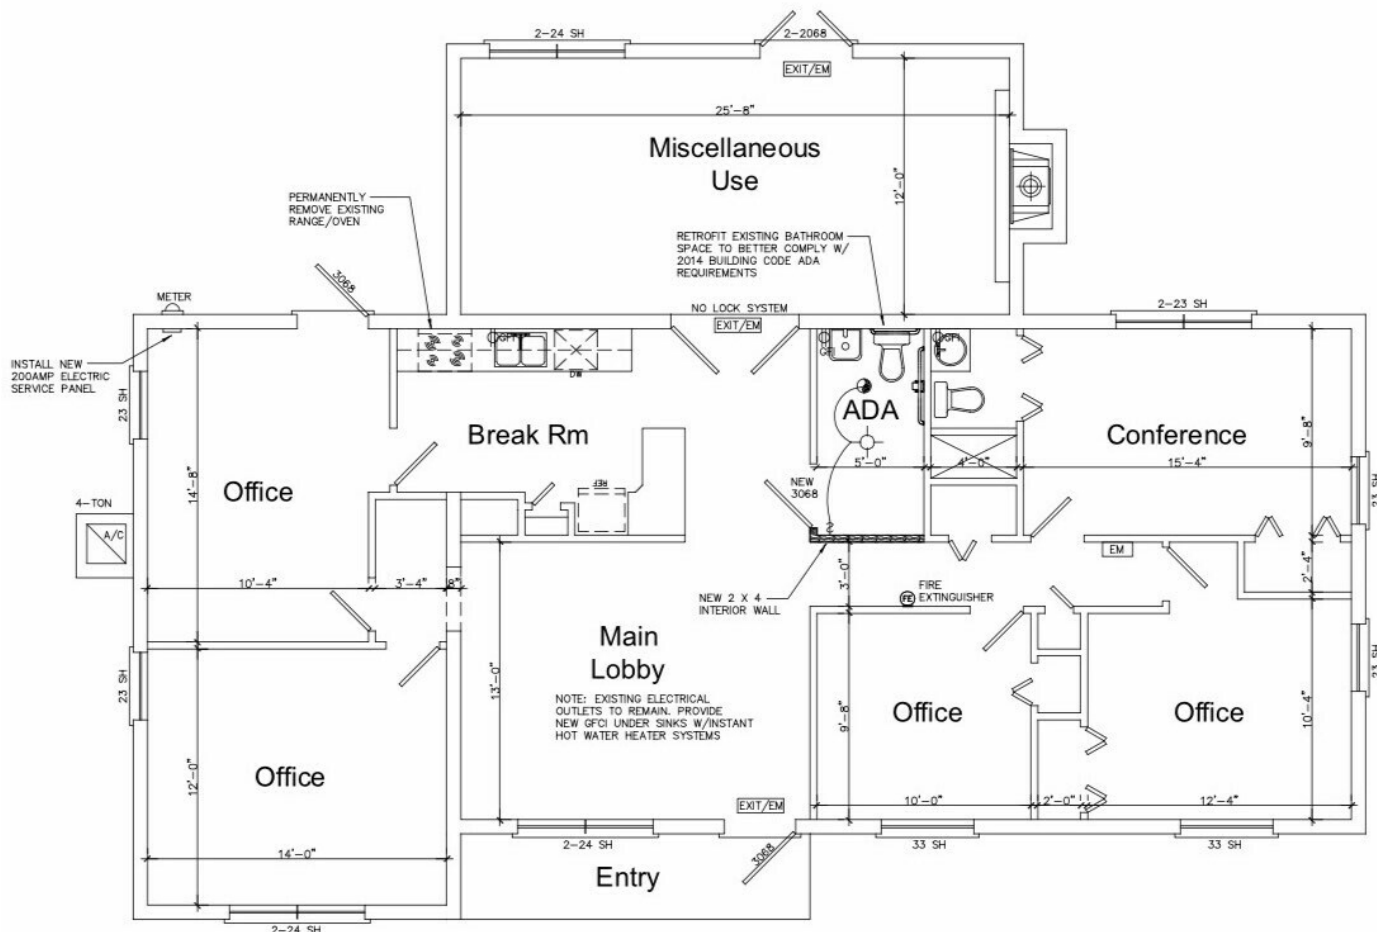 2-24 SH
2-2068
EXIT/EM
25'-8"
Miscellaneous
Use
12'-0"
PERMANENTLY
REMOVE EXISTING
RANGE/OVEN
RETROFIT EXISTING BATHROOM
SPACE TO BETTER COMPLY W/
2014 BUILDING CODE ADA
REQUIREMENTS
3068
METER
NO LOCK SYSTEM
EXIT/EM
2-23 SH
INSTALL NEW
200AMP ELECTRIC
SERVICE PANEL
GFI
DW
GFI
GFI
23 SH
ADA
Break Rm
Conference
9'-8"
14'-8"
5'-0"
4'-0"
15'-4"
Office
REF
NEW
3068
23 SH
4-TON
A/C
2
EM
10'-4"
3'-4"
8"
3'-0"
2'-4"
FIRE
EXTINGUISHER
FE
NEW 2 X 4
INTERIOR WALL
Main
Lobby
23 SH
23 SH
13'-0"
NOTE: EXISTING ELECTRICAL
OUTLETS TO REMAIN. PROVIDE
NEW GFCI UNDER SINKS W/INSTANT
HOT WATER HEATER SYSTEMS
9'-8"
Office
Office
10'-4"
12'-0"
Office
EXIT/EM
10'-0"
2'-0"
12'-4"
14'-0"
2-24 SH
3068
33 SH
33 SH
Entry
2-24 SH